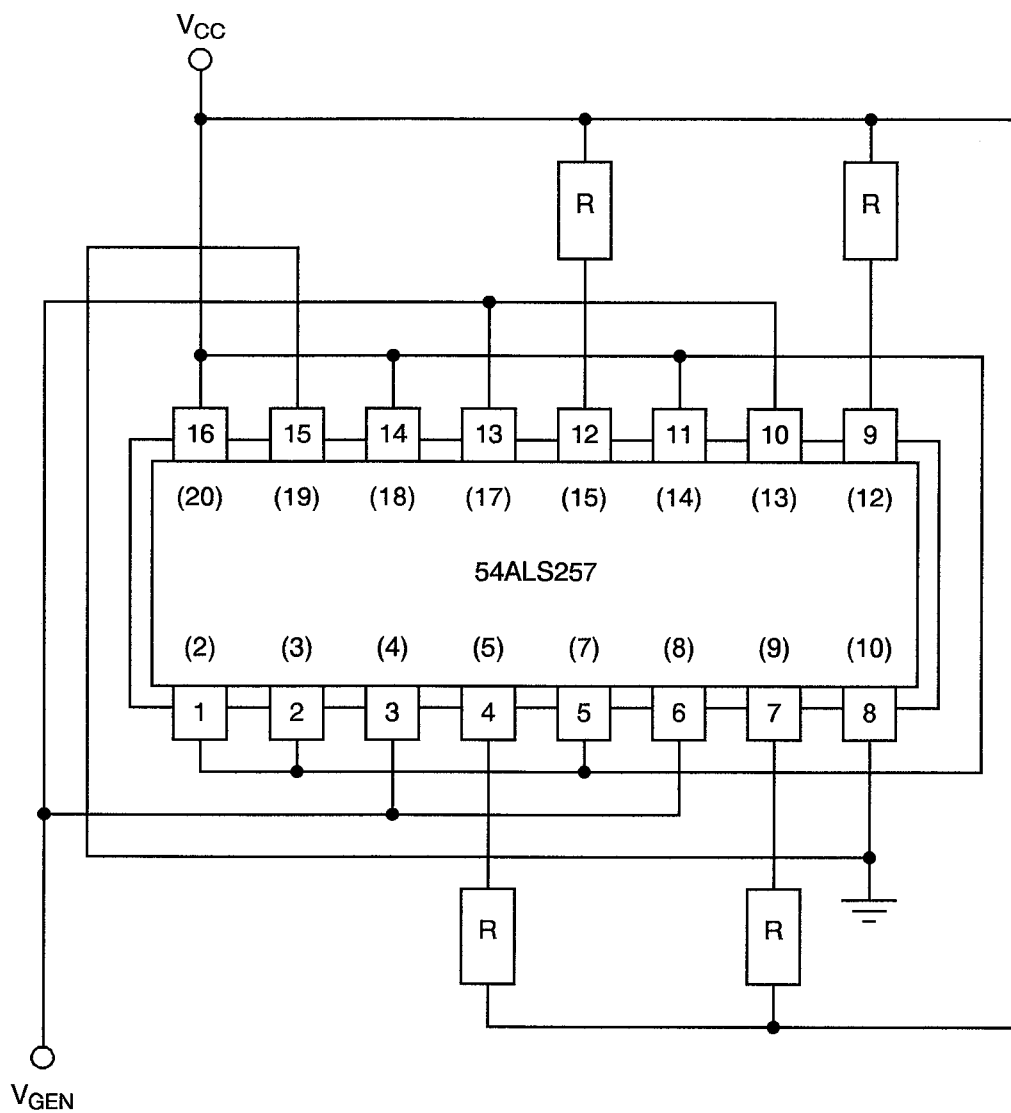 VCC
R R
16 15 14 13 12 11 10 9
(20) (19) (18) (17) (15) (14) (13) (12)
54ALS257
(2) (3) (4) (5) (7) (8) (9) (10)
1 2 3 4 5 6 7 8
R R
VGEN